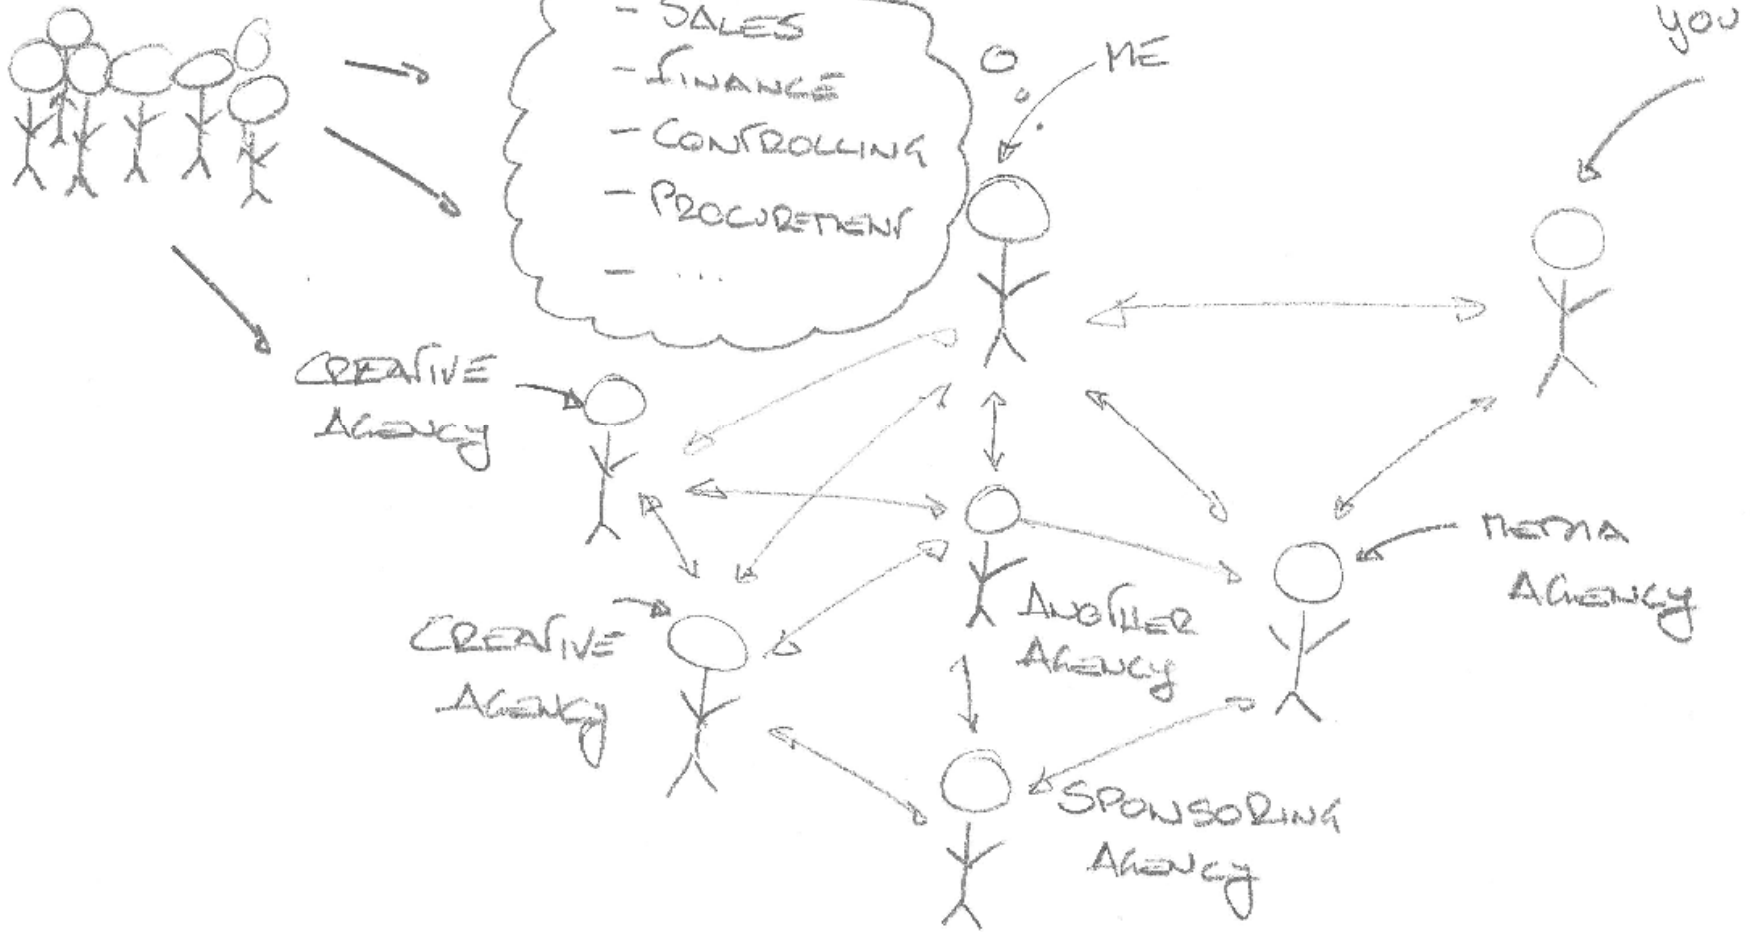 - SALES
- FINANCE
- CONTROLLING
- PROCUREMENT
- ...
ME
YOU
CREATIVE
AGENCY
CREATIVE
AGENCY
ANOTHER
AGENCY
MEDIA
AGENCY
SPONSORING
AGENCY